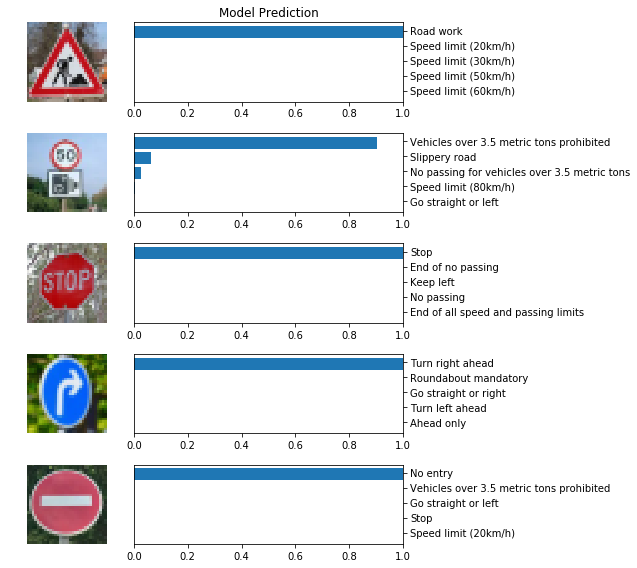 Model Prediction
Road work
Speed limit (20km/h)
Speed limit (30km/h)
Speed limit (50km/h)
Speed limit (60km/h)
0.0 0.2 0.4 0.6 0.8 1.0
50
Vehicles over 3.5 metric tons prohibited
Slippery road
No passing for vehicles over 3.5 metric tons
Speed limit (80km/h)
Go straight or left
0.0 0.2 0.4 0.6 0.8 1.0
STOP
Stop
End of no passing
Keep left
No passing
End of all speed and passing limits
0.0 0.2 0.4 0.6 0.8 1.0
Turn right ahead
Roundabout mandatory
Go straight or right
Turn left ahead
Ahead only
0.0 0.2 0.4 0.6 0.8 1.0
No entry
Vehicles over 3.5 metric tons prohibited
Go straight or left
Stop
Speed limit (20km/h)
0.0 0.2 0.4 0.6 0.8 1.0